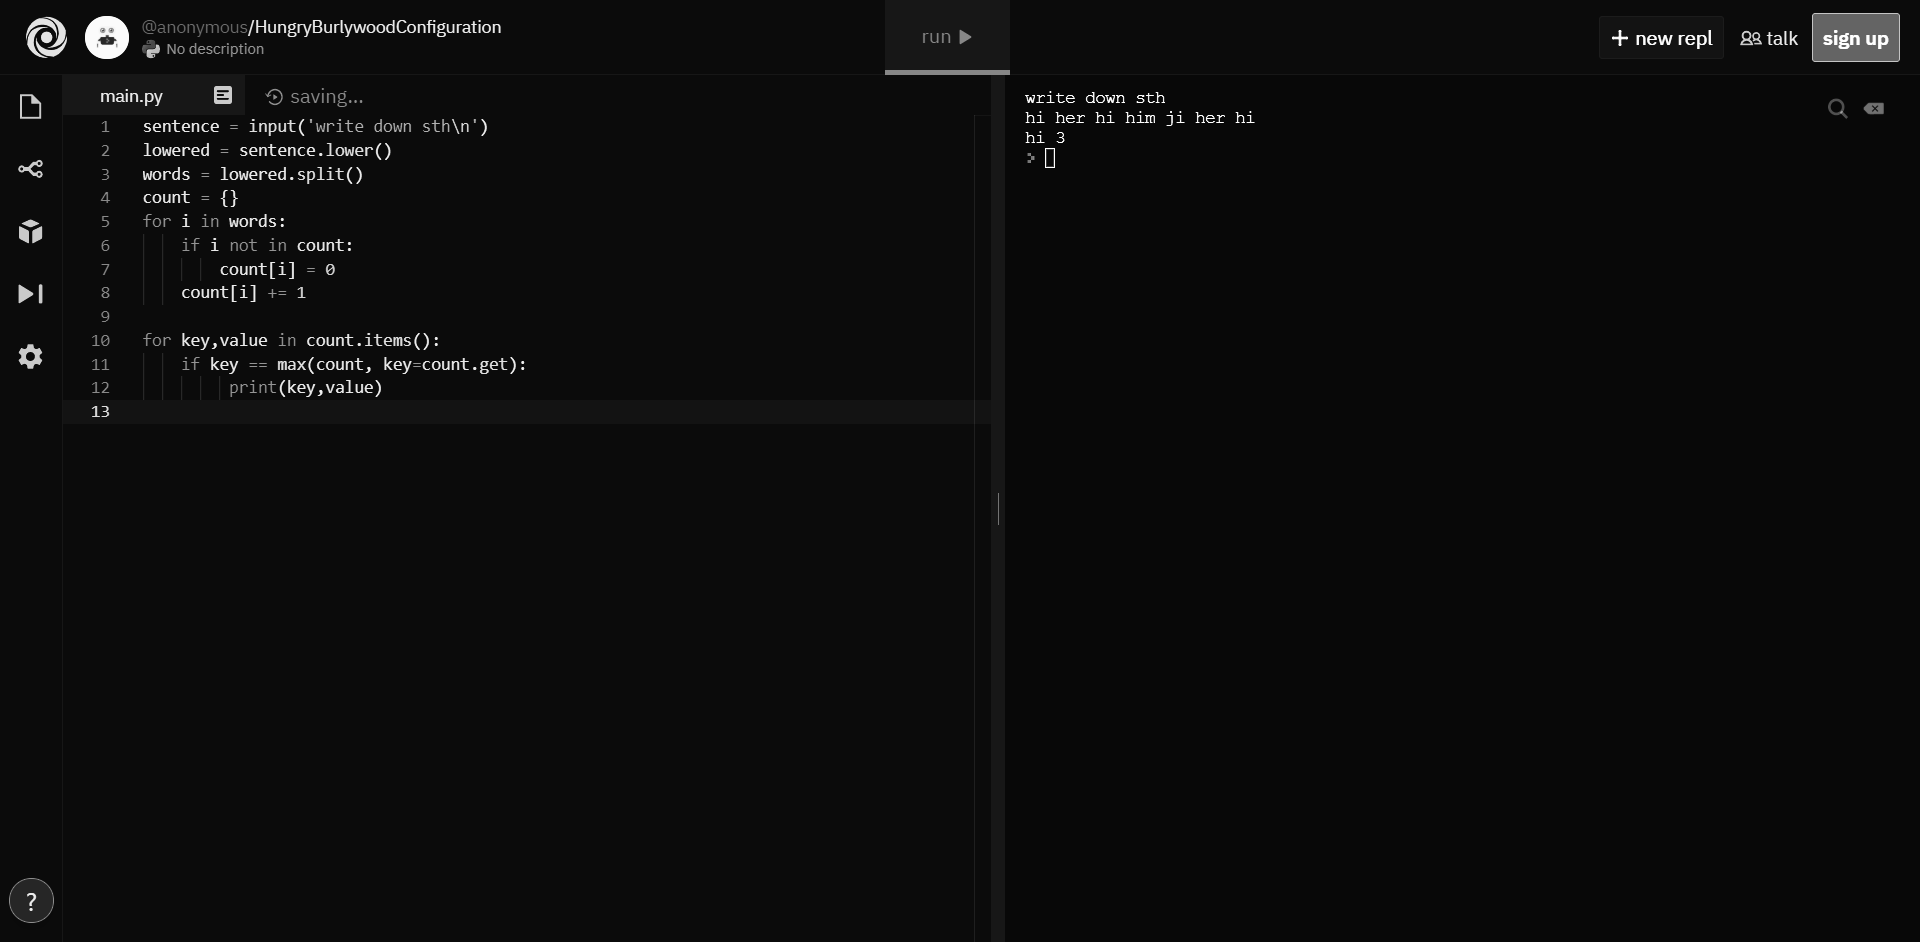 @anonymous/HungryBurlywoodConfiguration
No description
run
new repl
talk
sign up
main.py
saving...
1 sentence = input('write down sth\n')
2 lowered = sentence.lower()
3 words = lowered.split()
4 count = {}
5 for i in words:
6 if i not in count:
7 count[i] = 0
8 count[i] += 1
9
10 for key,value in count.items():
11 if key == max(count, key=count.get):
12 print(key,value)
13
write down sth
hi her hi him ji her hi
hi 3
>
?